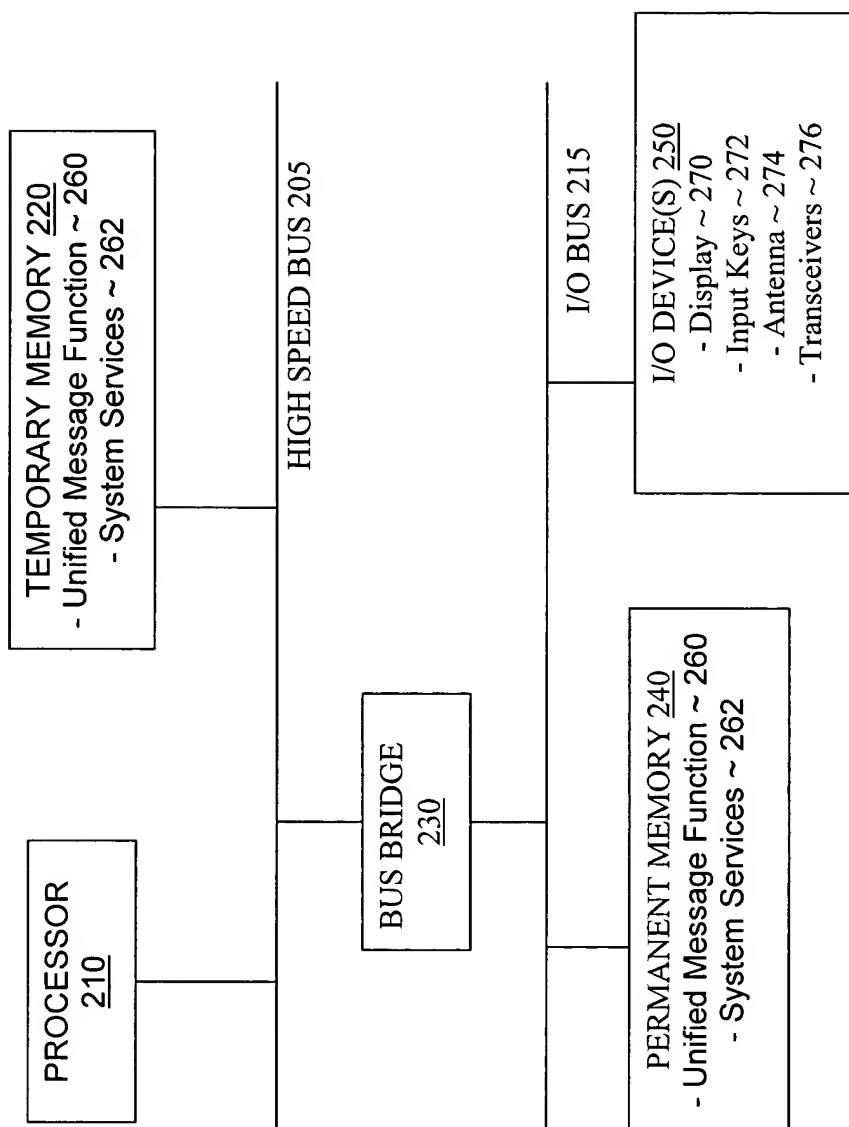 PROCESSOR
210
TEMPORARY MEMORY 220
- Unified Message Function ~ 260
- System Services ~ 262
HIGH SPEED BUS 205
BUS BRIDGE
230
I/O BUS 215
PERMANENT MEMORY 240
- Unified Message Function ~ 260
- System Services ~ 262
I/O DEVICE(S) 250
- Display ~ 270
- Input Keys ~ 272
- Antenna ~ 274
- Transceivers ~ 276